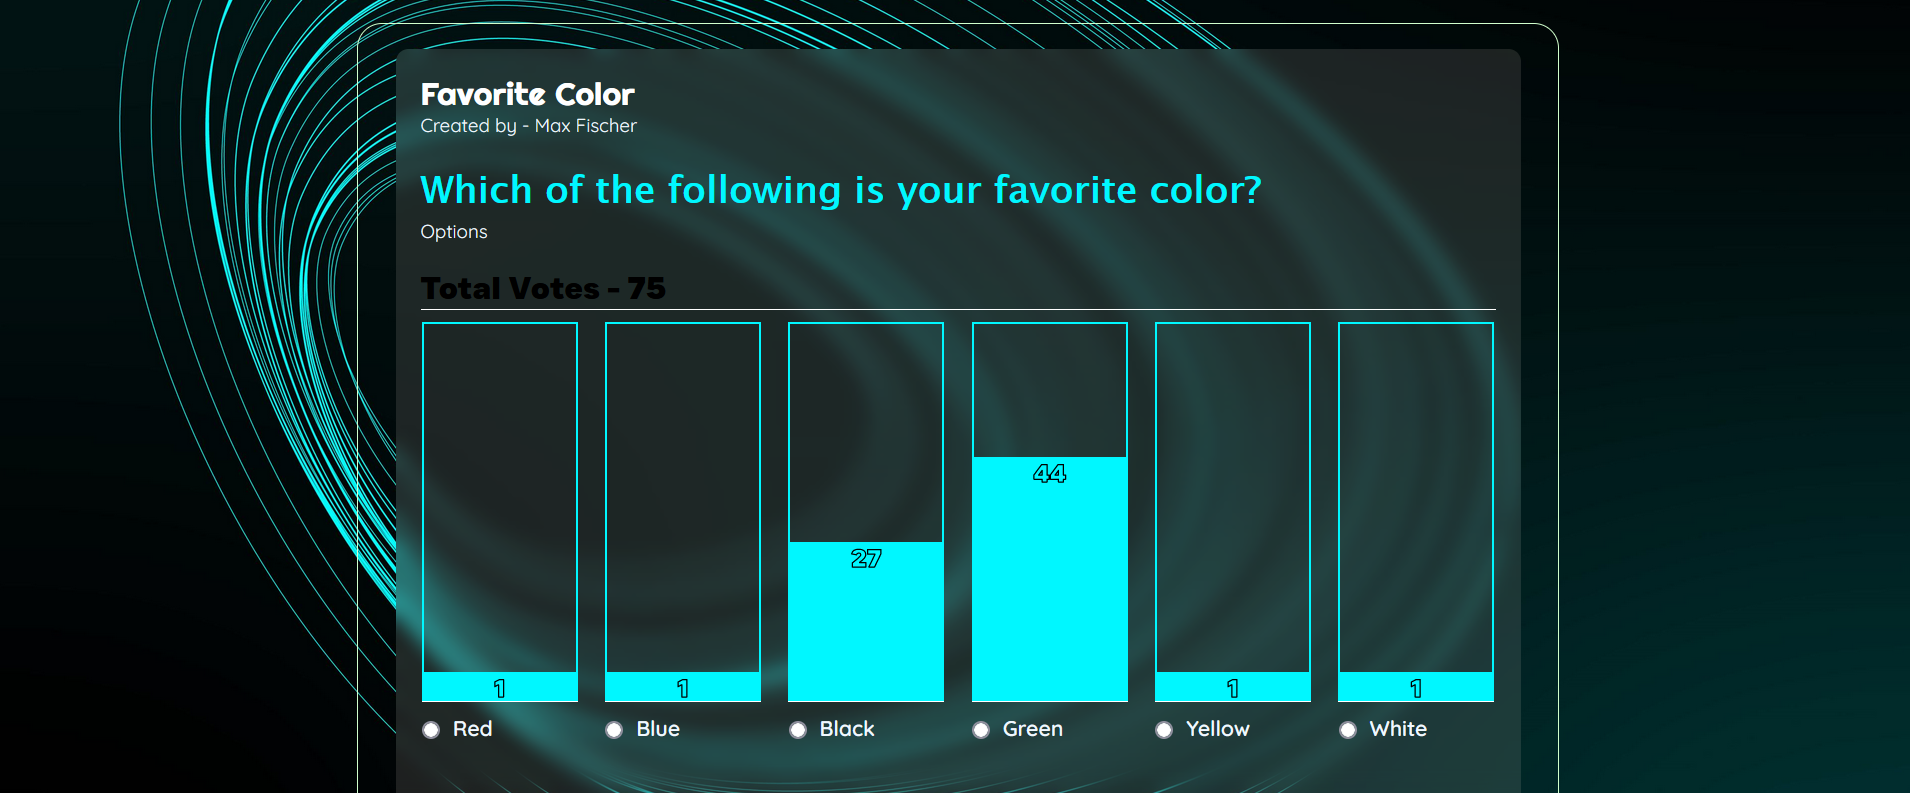 Favorite Color
Created by - Max Fischer
Which of the following is your favorite color?
Options
Total Votes - 75
1 1 27 44 1 1
Red Blue Black Green Yellow White